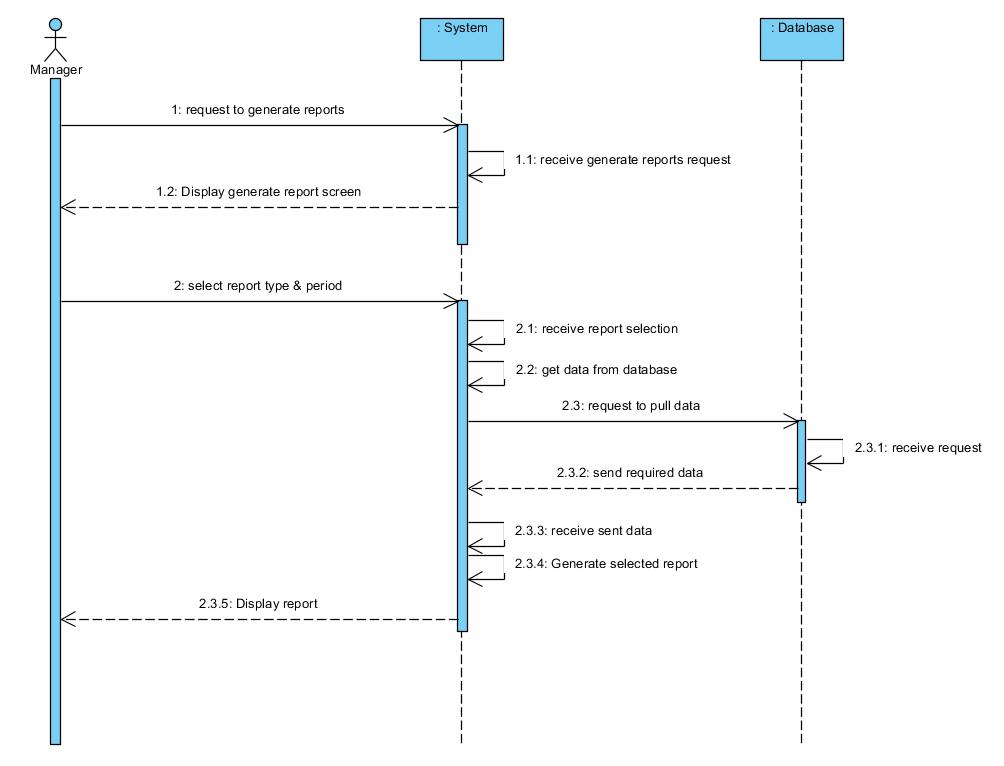 Manager
: System
: Database
1: request to generate reports
1.1: receive generate reports request
1.2: Display generate report screen
2: select report type & period
2.1: receive report selection
2.2: get data from database
2.3: request to pull data
2.3.1: receive request
2.3.2: send required data
2.3.3: receive sent data
2.3.4: Generate selected report
2.3.5: Display report